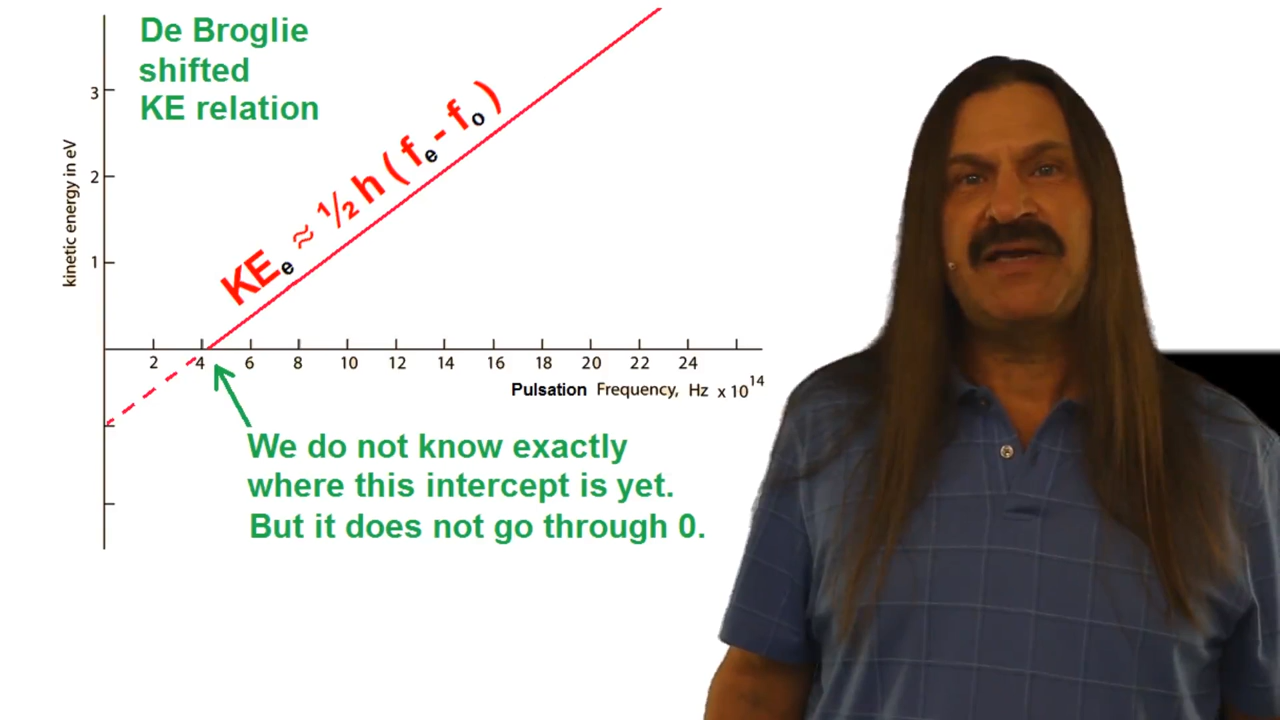 De Broglie
shifted
KE relation
KEₑ ≈ ½ h ( fₑ - fₒ )
kinetic energy in eV
3
2
1
2 4 6 8 10 12 14 16 18 20 22 24
Pulsation Frequency, Hz x 10¹⁴
We do not know exactly
where this intercept is yet.
But it does not go through 0.